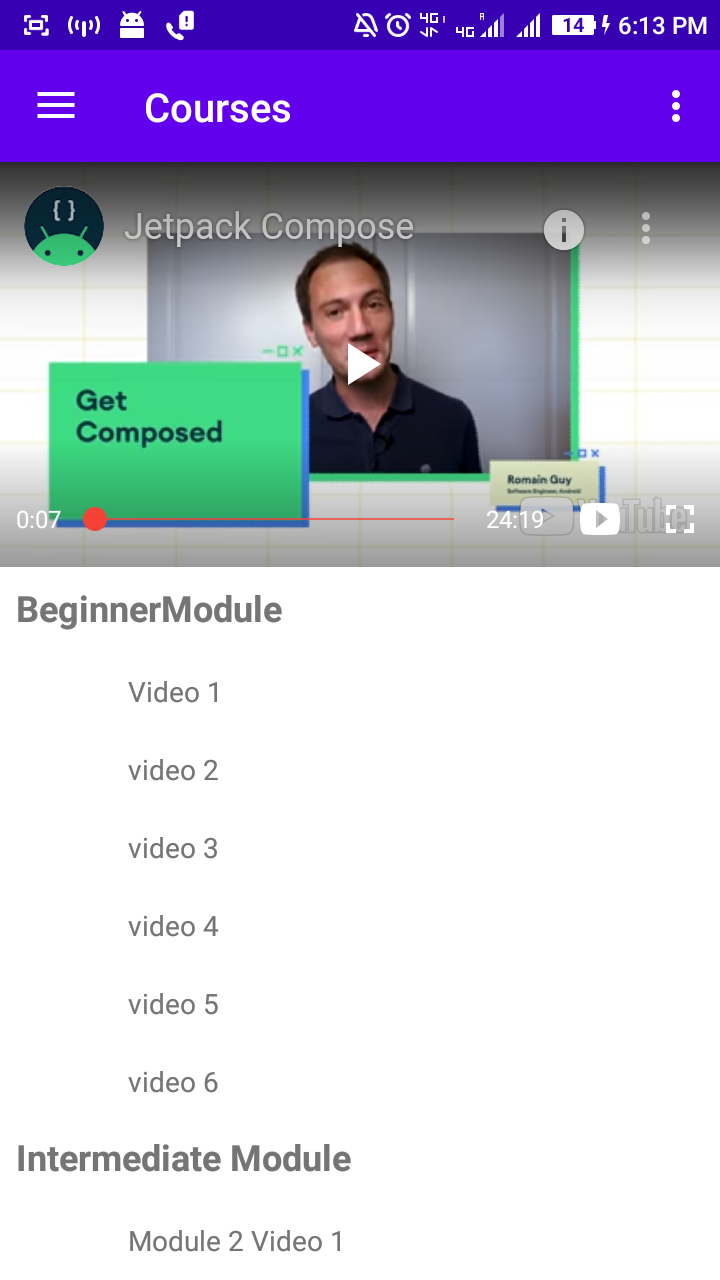 4G
4G
R
14
6:13 PM
Courses
{ }
Jetpack Compose
Get
Composed
Romain Guy
Software Engineer, Android
0:07
24:19
YouTube
BeginnerModule
Video 1
video 2
video 3
video 4
video 5
video 6
Intermediate Module
Module 2 Video 1